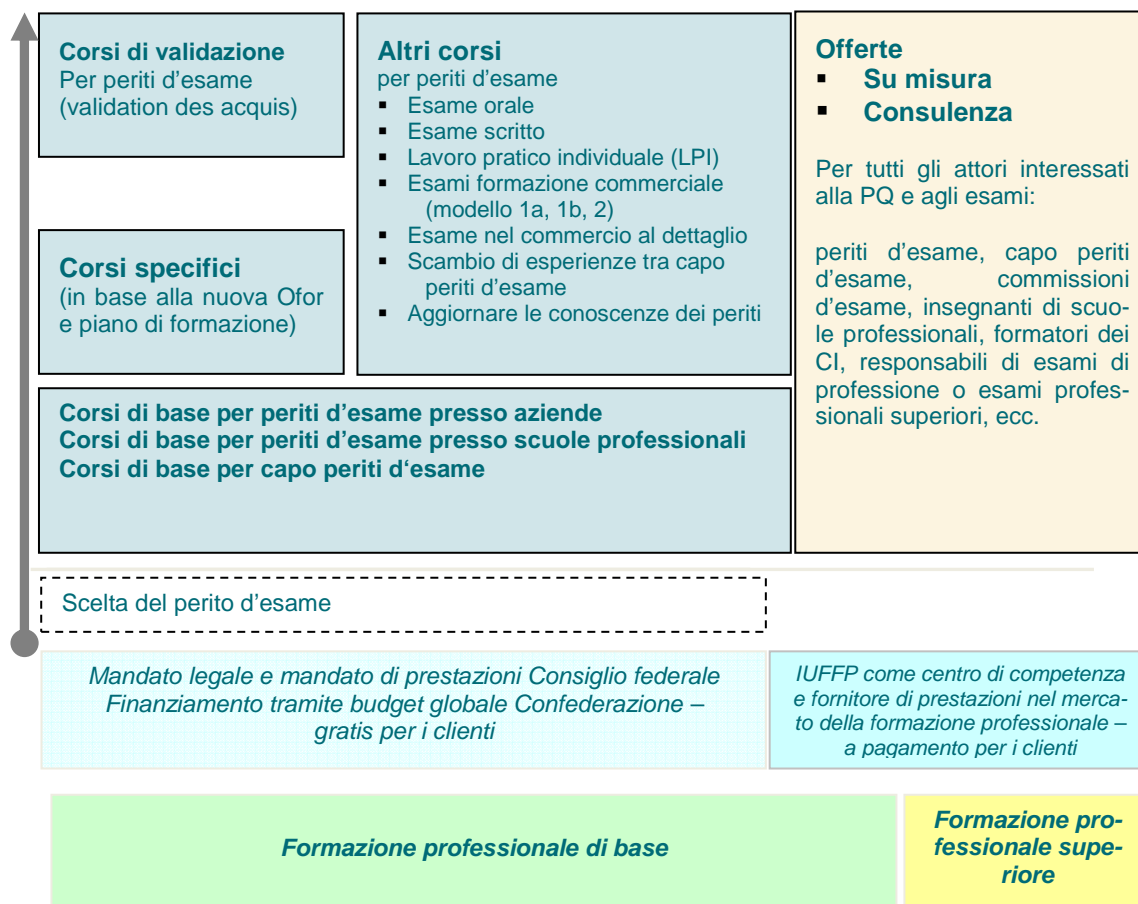 Corsi di validazione
Per periti d'esame
(validation des acquis)
Corsi specifici
(in base alla nuova Ofor
e piano di formazione)
Altri corsi
per periti d'esame
▪ Esame orale
▪ Esame scritto
▪ Lavoro pratico individuale (LPI)
▪ Esami formazione commerciale
(modello 1a, 1b, 2)
▪ Esame nel commercio al dettaglio
▪ Scambio di esperienze tra capo
periti d'esame
▪ Aggiornare le conoscenze dei periti
Offerte
▪ Su misura
▪ Consulenza
Per tutti gli attori interessati
alla PQ e agli esami:
periti d'esame, capo periti
d'esame, commissioni
d'esame, insegnanti di scuo-
le professionali, formatori dei
CI, responsabili di esami di
professione o esami profes-
sionali superiori, ecc.
Corsi di base per periti d'esame presso aziende
Corsi di base per periti d'esame presso scuole professionali
Corsi di base per capo periti d'esame
Scelta del perito d'esame
Mandato legale e mandato di prestazioni Consiglio federale
Finanziamento tramite budget globale Confederazione –
gratis per i clienti
IUFFP come centro di competenza
e fornitore di prestazioni nel merca-
to della formazione professionale –
a pagamento per i clienti
Formazione professionale di base
Formazione pro-
fessionale supe-
riore